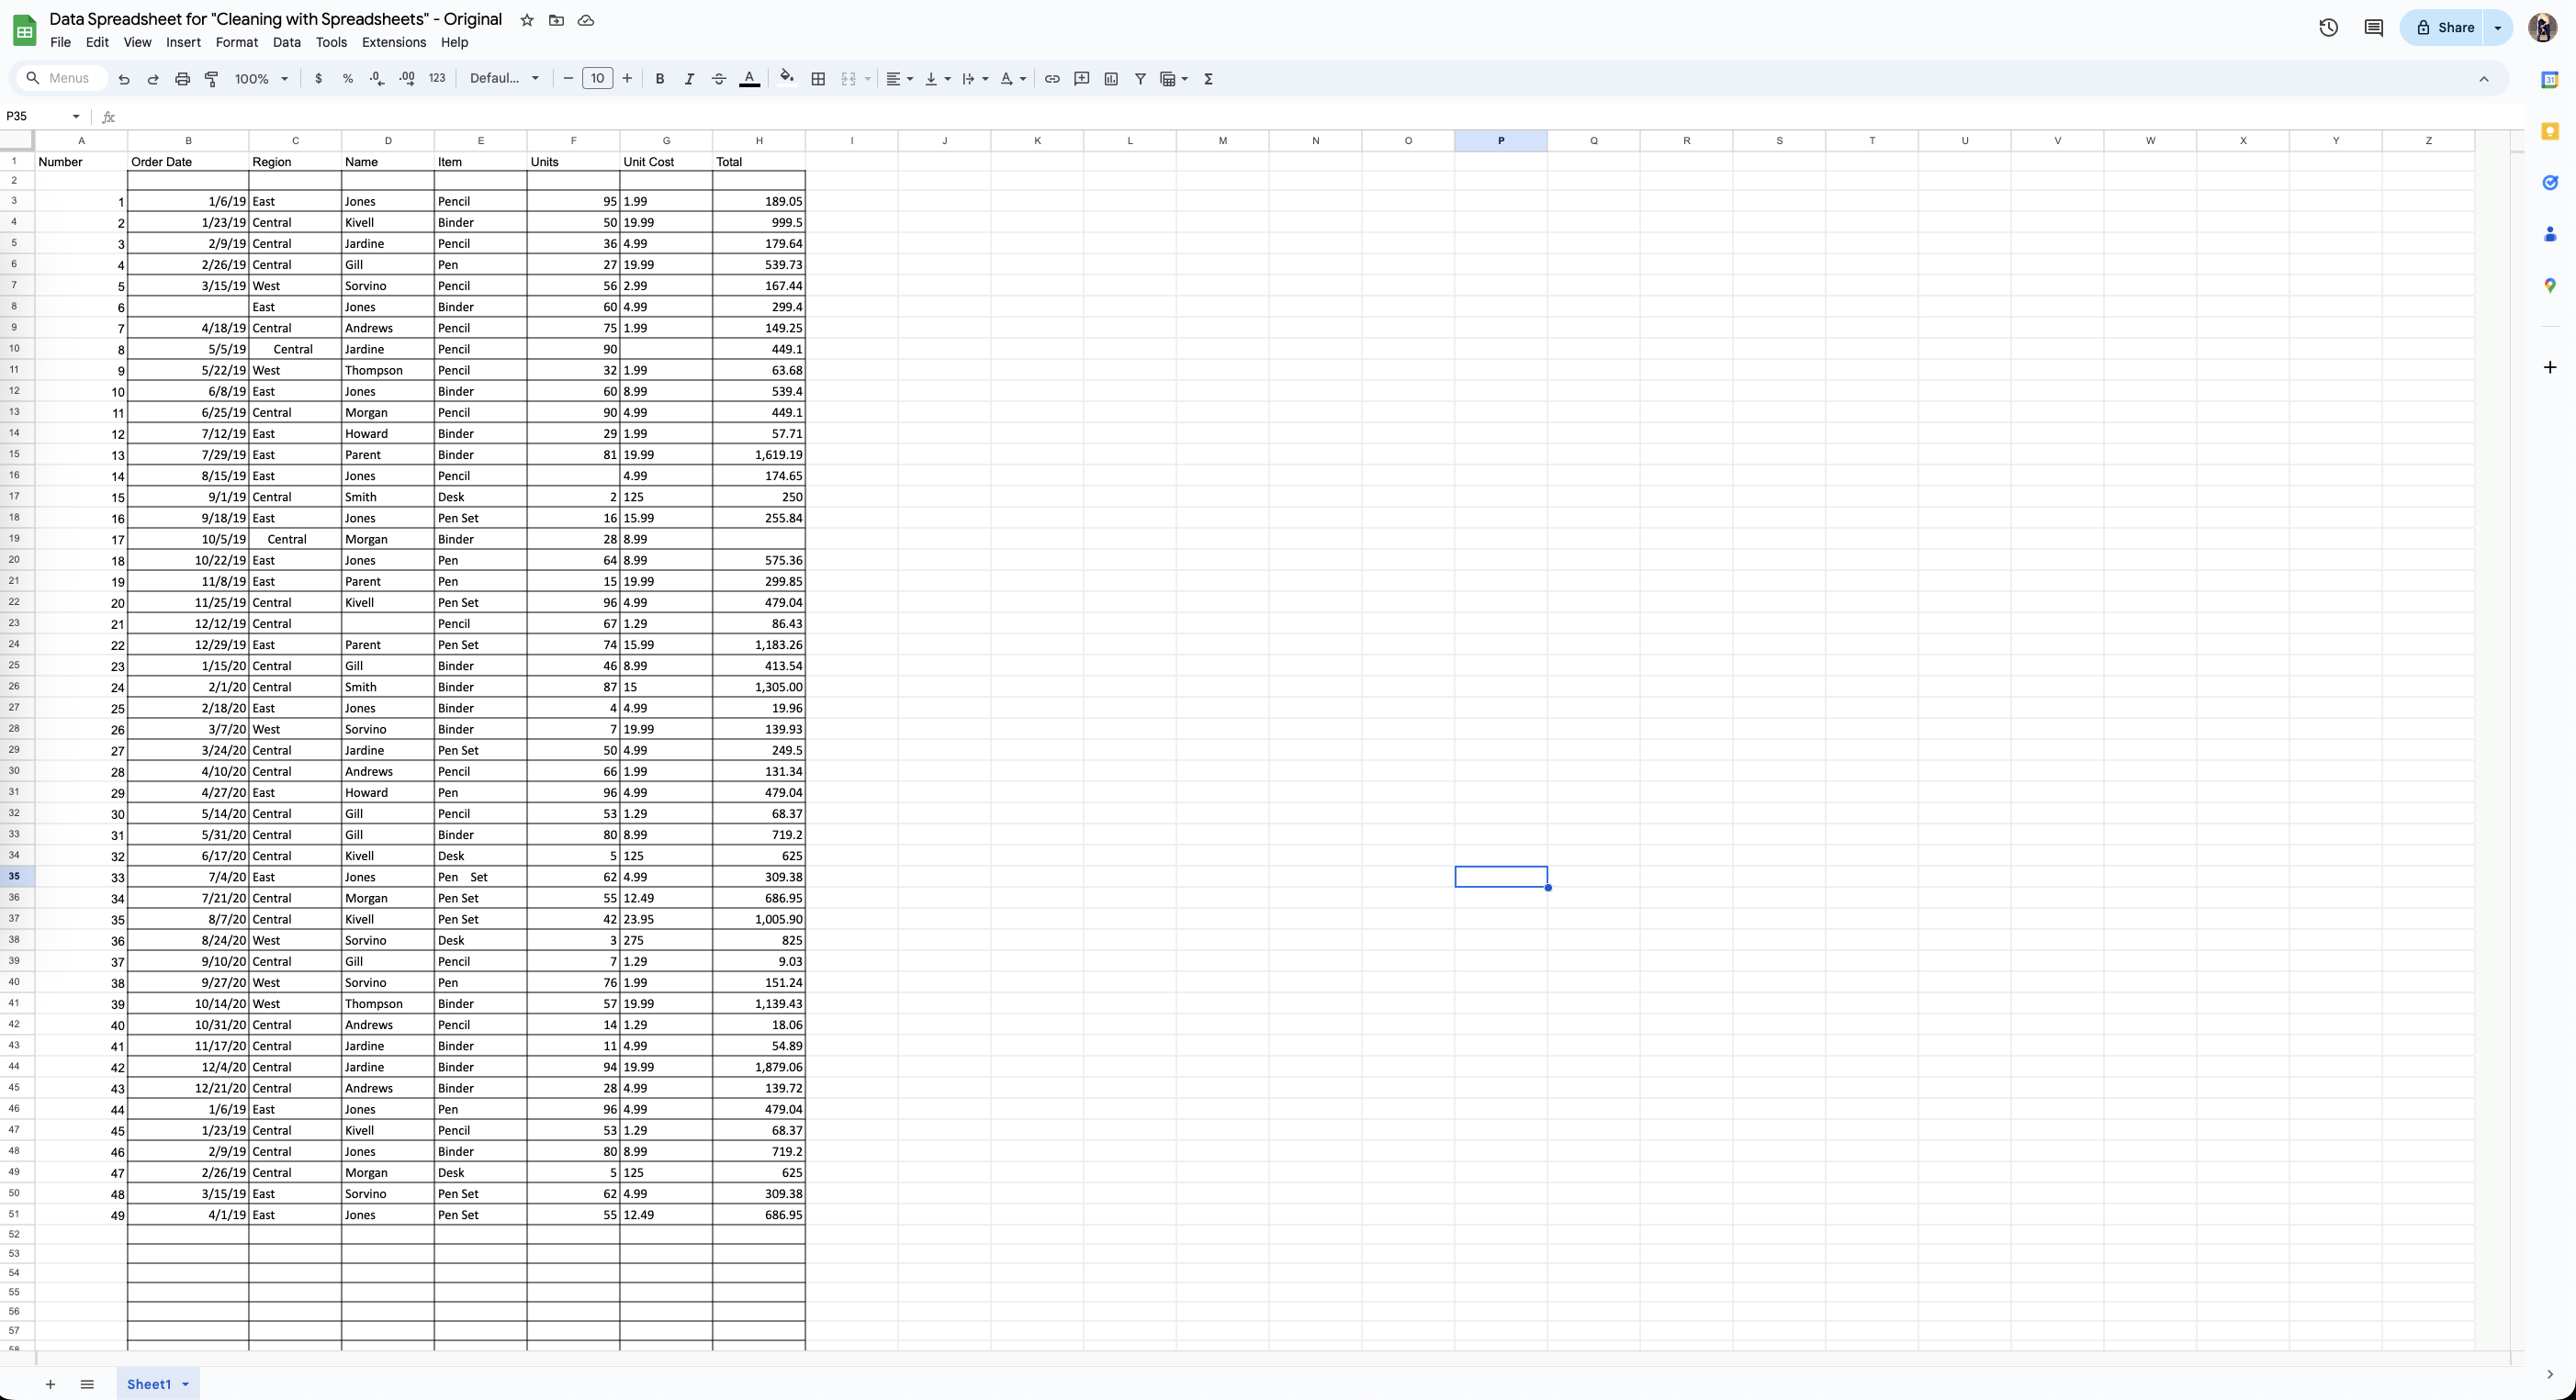 Data Spreadsheet for "Cleaning with Spreadsheets" - Original
File Edit View Insert Format Data Tools Extensions Help
Share
Menus 100% $ % .0 .00 123 Defaul... 10 B I A A Σ
P35 fx
A B C D E F G H I J K L M N O P Q R S T U V W X Y Z
1 Number Order Date Region Name Item Units Unit Cost Total
2
3 1 1/6/19 East Jones Pencil 95 1.99 189.05
4 2 1/23/19 Central Kivell Binder 50 19.99 999.5
5 3 2/9/19 Central Jardine Pencil 36 4.99 179.64
6 4 2/26/19 Central Gill Pen 27 19.99 539.73
7 5 3/15/19 West Sorvino Pencil 56 2.99 167.44
8 6 East Jones Binder 60 4.99 299.4
9 7 4/18/19 Central Andrews Pencil 75 1.99 149.25
10 8 5/5/19 Central Jardine Pencil 90 449.1
11 9 5/22/19 West Thompson Pencil 32 1.99 63.68
12 10 6/8/19 East Jones Binder 60 8.99 539.4
13 11 6/25/19 Central Morgan Pencil 90 4.99 449.1
14 12 7/12/19 East Howard Binder 29 1.99 57.71
15 13 7/29/19 East Parent Binder 81 19.99 1,619.19
16 14 8/15/19 East Jones Pencil 4.99 174.65
17 15 9/1/19 Central Smith Desk 2 125 250
18 16 9/18/19 East Jones Pen Set 16 15.99 255.84
19 17 10/5/19 Central Morgan Binder 28 8.99
20 18 10/22/19 East Jones Pen 64 8.99 575.36
21 19 11/8/19 East Parent Pen 15 19.99 299.85
22 20 11/25/19 Central Kivell Pen Set 96 4.99 479.04
23 21 12/12/19 Central Pencil 67 1.29 86.43
24 22 12/29/19 East Parent Pen Set 74 15.99 1,183.26
25 23 1/15/20 Central Gill Binder 46 8.99 413.54
26 24 2/1/20 Central Smith Binder 87 15 1,305.00
27 25 2/18/20 East Jones Binder 4 4.99 19.96
28 26 3/7/20 West Sorvino Binder 7 19.99 139.93
29 27 3/24/20 Central Jardine Pen Set 50 4.99 249.5
30 28 4/10/20 Central Andrews Pencil 66 1.99 131.34
31 29 4/27/20 East Howard Pen 96 4.99 479.04
32 30 5/14/20 Central Gill Pencil 53 1.29 68.37
33 31 5/31/20 Central Gill Binder 80 8.99 719.2
34 32 6/17/20 Central Kivell Desk 5 125 625
35 33 7/4/20 East Jones Pen Set 62 4.99 309.38
36 34 7/21/20 Central Morgan Pen Set 55 12.49 686.95
37 35 8/7/20 Central Kivell Pen Set 42 23.95 1,005.90
38 36 8/24/20 West Sorvino Desk 3 275 825
39 37 9/10/20 Central Gill Pencil 7 1.29 9.03
40 38 9/27/20 West Sorvino Pen 76 1.99 151.24
41 39 10/14/20 West Thompson Binder 57 19.99 1,139.43
42 40 10/31/20 Central Andrews Pencil 14 1.29 18.06
43 41 11/17/20 Central Jardine Binder 11 4.99 54.89
44 42 12/4/20 Central Jardine Binder 94 19.99 1,879.06
45 43 12/21/20 Central Andrews Binder 28 4.99 139.72
46 44 1/6/19 East Jones Pen 96 4.99 479.04
47 45 1/23/19 Central Kivell Pencil 53 1.29 68.37
48 46 2/9/19 Central Jones Binder 80 8.99 719.2
49 47 2/26/19 Central Morgan Desk 5 125 625
50 48 3/15/19 East Sorvino Pen Set 62 4.99 309.38
51 49 4/1/19 East Jones Pen Set 55 12.49 686.95
52
53
54
55
56
57
58
Sheet1